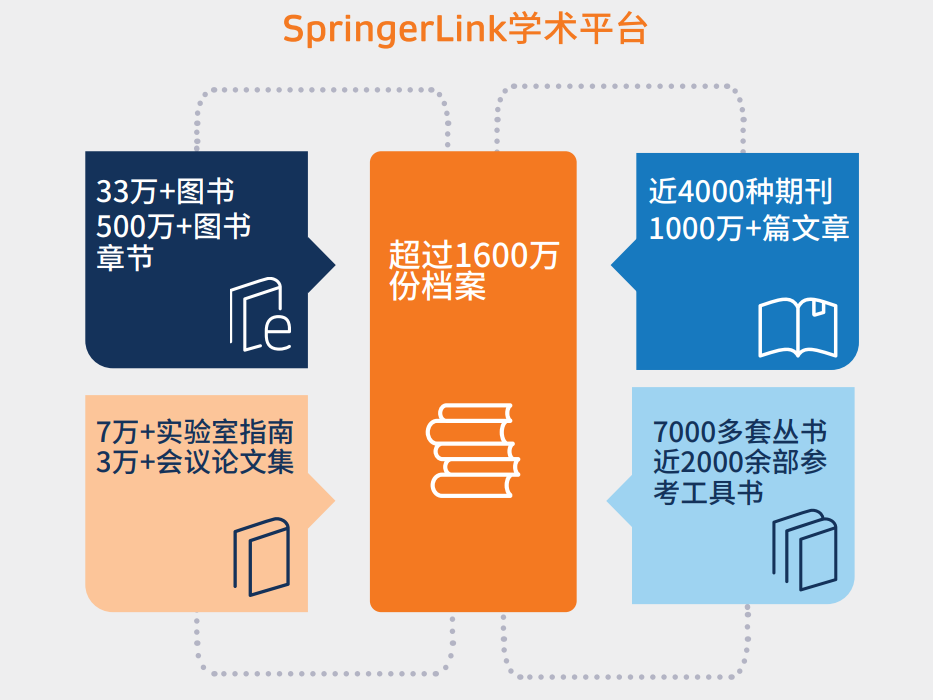 SpringerLink学术平台
33万+图书
500万+图书
章节
超过1600万
份档案
近4000种期刊
1000万+篇文章
7万+实验室指南
3万+会议论文集
7000多套丛书
近2000余部参
考工具书
e